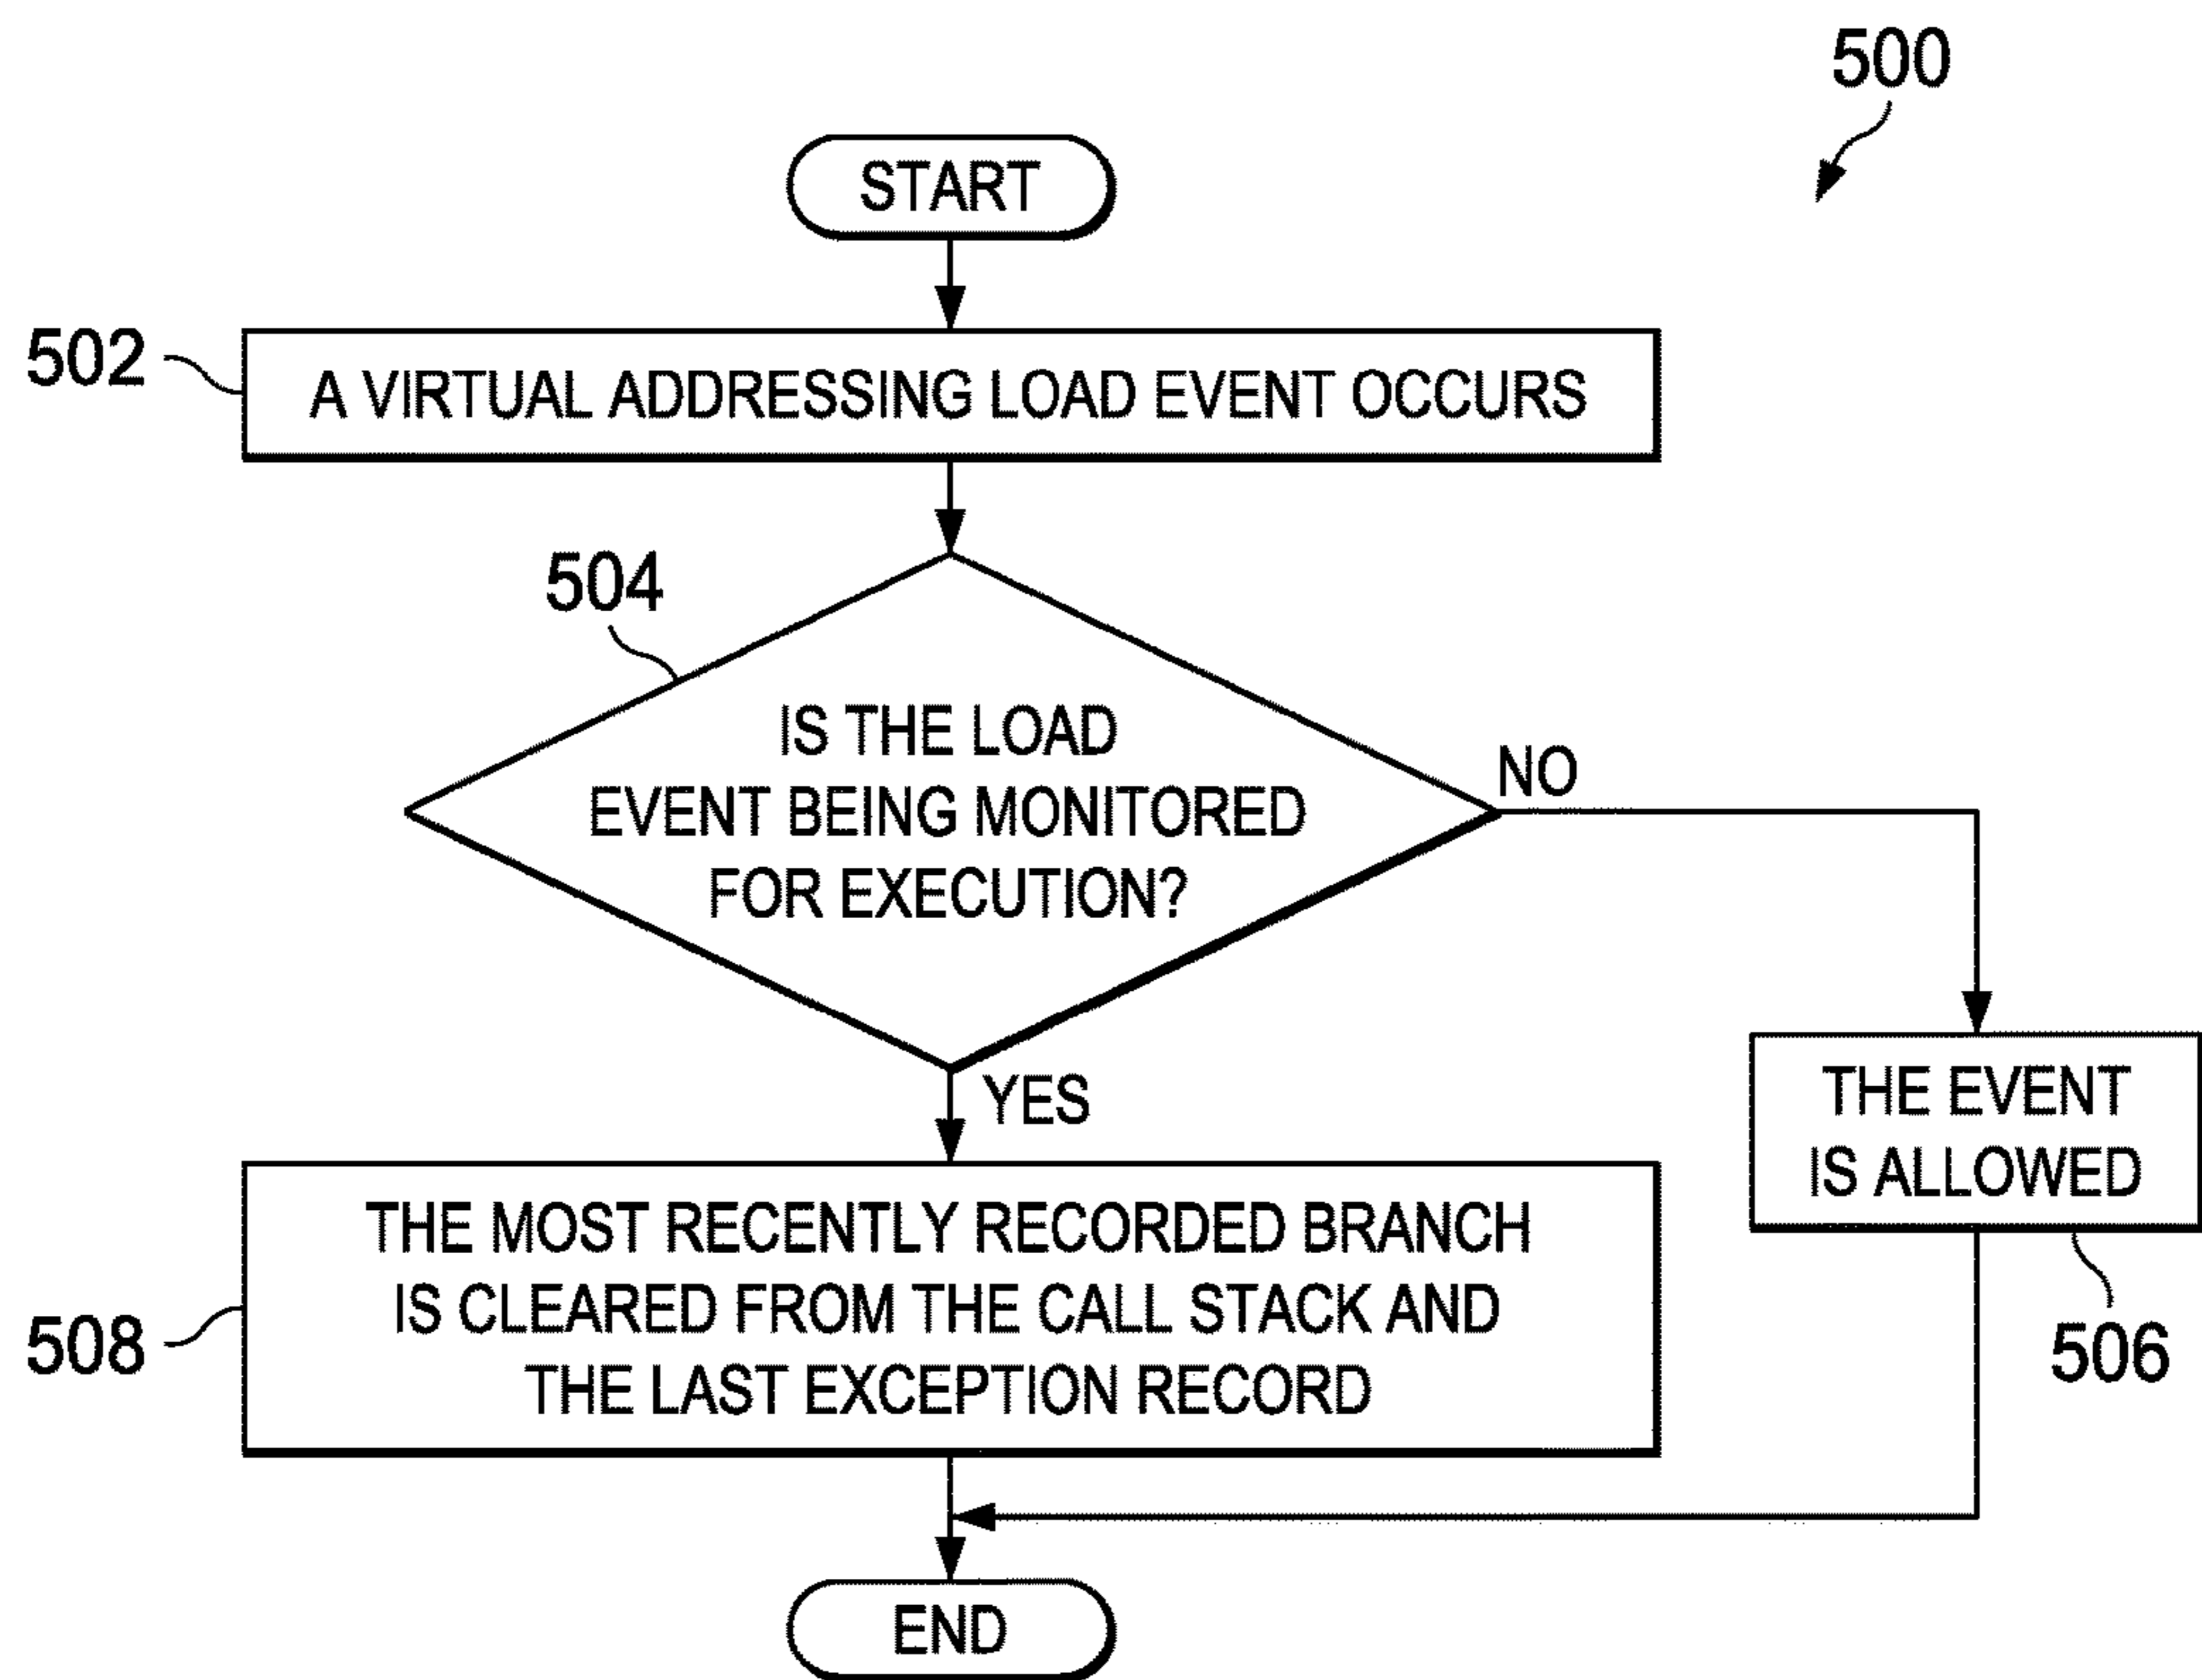 500
START
502
A VIRTUAL ADDRESSING LOAD EVENT OCCURS
504
IS THE LOAD
EVENT BEING MONITORED
FOR EXECUTION?
NO
YES
THE EVENT
IS ALLOWED
506
508
THE MOST RECENTLY RECORDED BRANCH
IS CLEARED FROM THE CALL STACK AND
THE LAST EXCEPTION RECORD
END